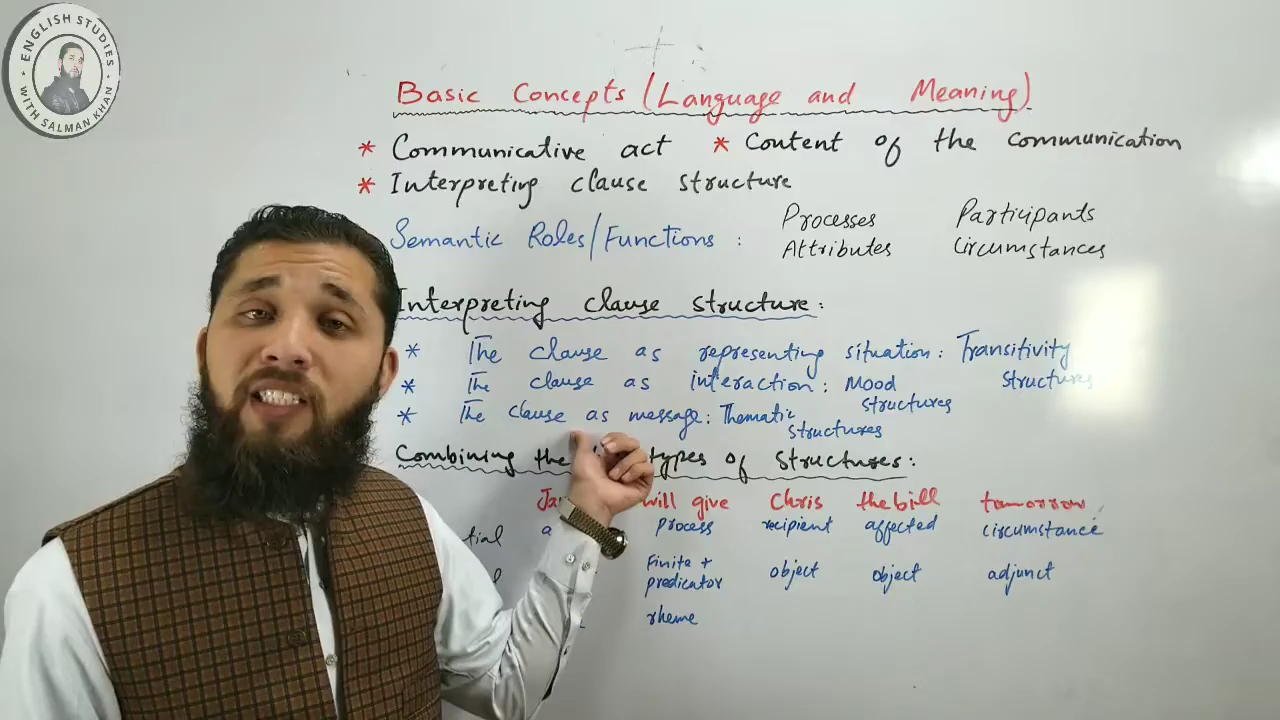 ENGLISH STUDIES
WITH SALMAN KHAN
Basic Concepts (Language and Meaning)
* Communicative act * Content of the communication
* Interpreting clause structure
Semantic Roles/Functions : Processes Participants
Attributes Circumstances
Interpreting clause structure:
* The clause as representing situation: Transitivity structures
* The clause as interaction: Mood structures
* The clause as message: Thematic structures
Combining the types of structures:
will give Chris the bill tomorrow
process recipient affected circumstance
Finite + predicator object object adjunct
rheme